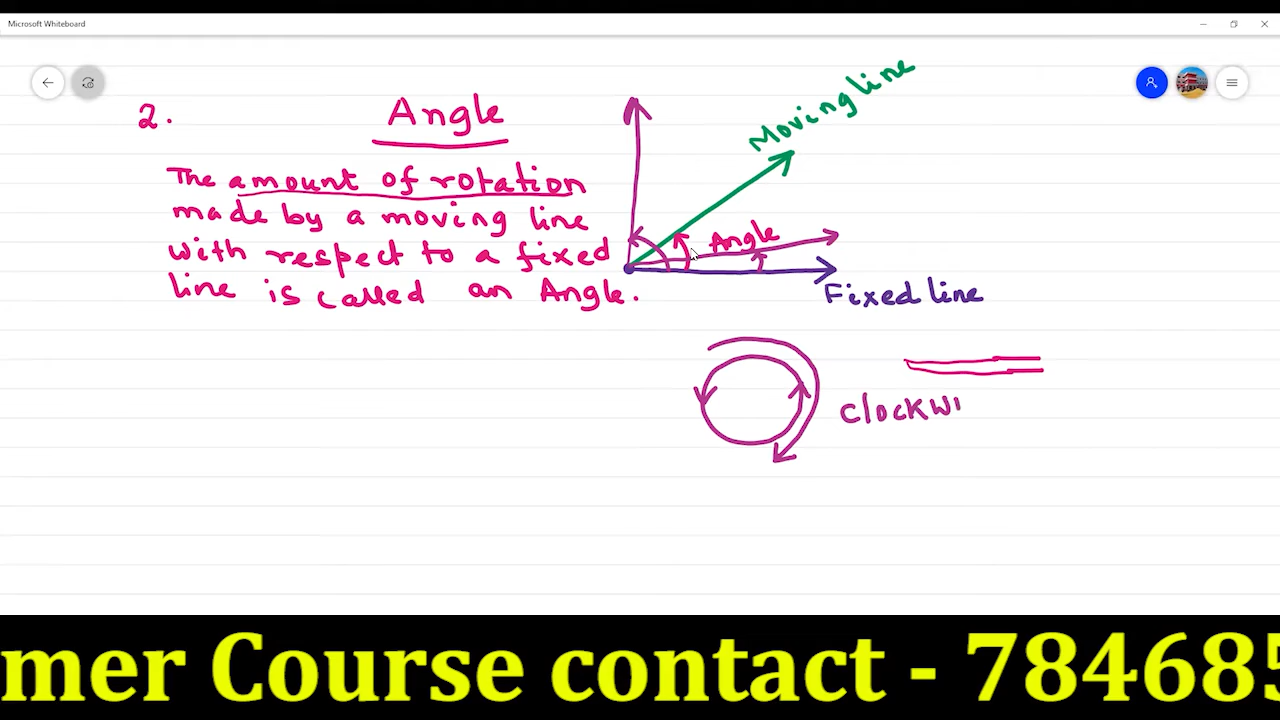 Microsoft Whiteboard
2. Angle
The amount of rotation
made by a moving line
with respect to a fixed
line is called an Angle.
Moving line
Angle
Fixed line
Clockwi
mer Course contact - 784685